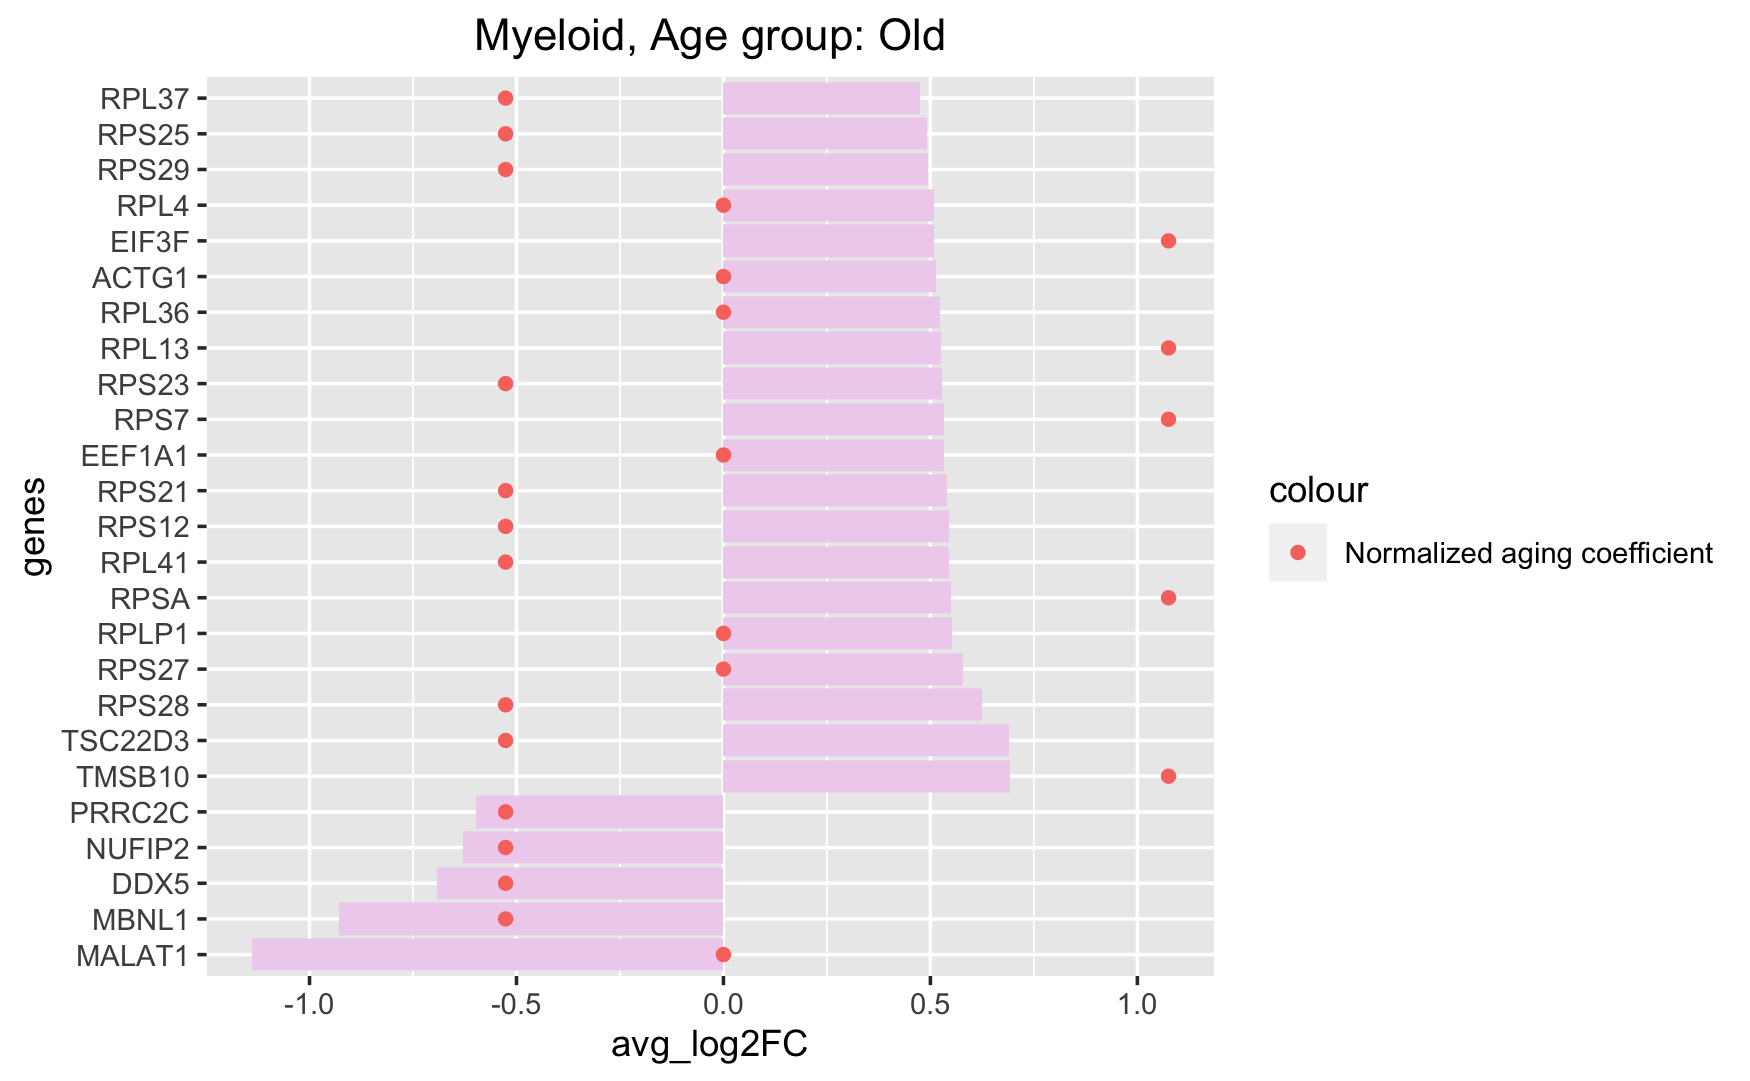 Myeloid, Age group: Old
genes
RPL37
RPS25
RPS29
RPL4
EIF3F
ACTG1
RPL36
RPL13
RPS23
RPS7
EEF1A1
RPS21
RPS12
RPL41
RPSA
RPLP1
RPS27
RPS28
TSC22D3
TMSB10
PRRC2C
NUFIP2
DDX5
MBNL1
MALAT1
-1.0 -0.5 0.0 0.5 1.0
avg_log2FC
colour
Normalized aging coefficient